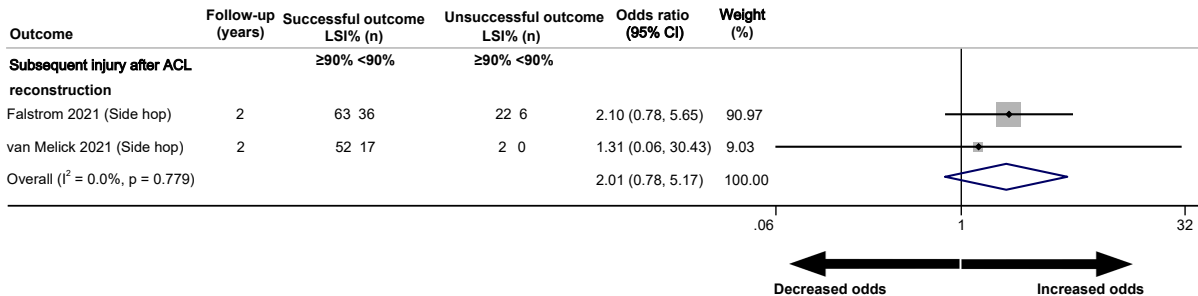 Outcome Follow-up (years) Successful outcome LSI% (n) Unsuccessful outcome LSI% (n) Odds ratio (95% CI) Weight (%)
Subsequent injury after ACL reconstruction ≥90% <90% ≥90% <90%
Falstrom 2021 (Side hop) 2 63 36 22 6 2.10 (0.78, 5.65) 90.97
van Melick 2021 (Side hop) 2 52 17 2 0 1.31 (0.06, 30.43) 9.03
Overall (I² = 0.0%, p = 0.779) 2.01 (0.78, 5.17) 100.00
.06 1 32
Decreased odds Increased odds